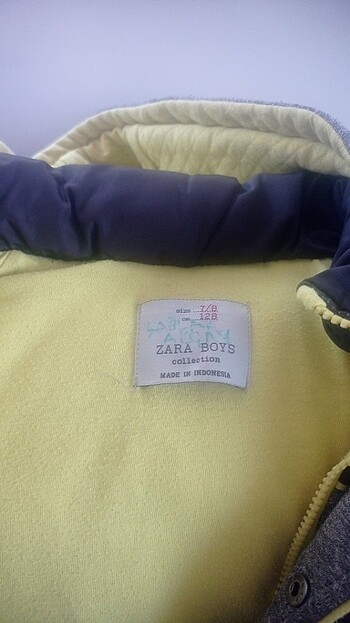 size 7/8
cm 128
ZARA BOYS
collection
MADE IN INDONESIA